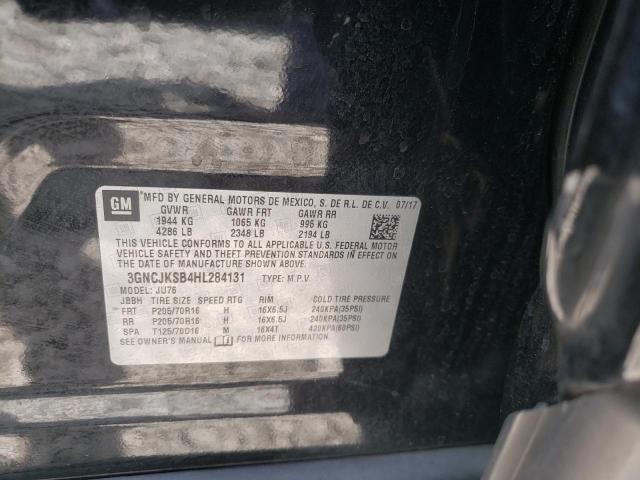 GM
MFD BY GENERAL MOTORS DE MEXICO, S. DE R.L. DE C.V. 07/17
GVWR GAWR FRT GAWR RR
1944 KG 1065 KG 995 KG
4286 LB 2348 LB 2194 LB
THIS VEHICLE CONFORMS TO ALL APPLICABLE U.S. FEDERAL MOTOR
VEHICLE SAFETY AND THEFT PREVENTION STANDARDS IN EFFECT
ON THE DATE OF MANUFACTURE SHOWN ABOVE.
3GNCJKSB4HL284131 TYPE: M.P.V.
MODEL: JU76
JBBH TIRE SIZE SPEED RTG RIM COLD TIRE PRESSURE
FRT P205/70R16 H 16X6.5J 240KPA(35PSI)
RR P205/70R16 H 16X6.5J 240KPA(35PSI)
SPA T125/70D16 M 16X4T 420KPA(60PSI)
SEE OWNER'S MANUAL FOR MORE INFORMATION.